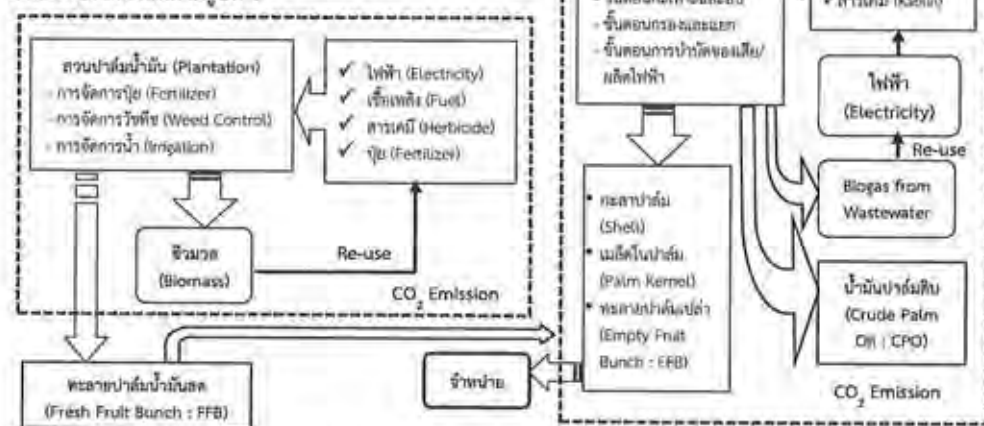 สวนปาล์มน้ำมัน (Plantation)
- การจัดการปุ๋ย (Fertilizer)
- การจัดการวัชพืช (Weed Control)
- การจัดการน้ำ (Irrigation)
✓ ไฟฟ้า (Electricity)
✓ เชื้อเพลิง (Fuel)
✓ สารเคมี (Herbicide)
✓ ปุ๋ย (Fertilizer)
ชีวมวล
(Biomass)
Re-use
CO2 Emission
ทะลายปาล์มน้ำมันสด
(Fresh Fruit Bunch : FFB)
- ขั้นตอนกรองและแยก
- ขั้นตอนการบำบัดของเสีย/
ผลิตไฟฟ้า
• กะลาปาล์ม
(Shell)
• เมล็ดในปาล์ม
(Palm Kernel)
• ทะลายปาล์มเปล่า
(Empty Fruit
Bunch : EFB)
จำหน่าย
ไฟฟ้า
(Electricity)
Re-use
Biogas from
Wastewater
น้ำมันปาล์มดิบ
(Crude Palm
Oil : CPO)
CO2 Emission